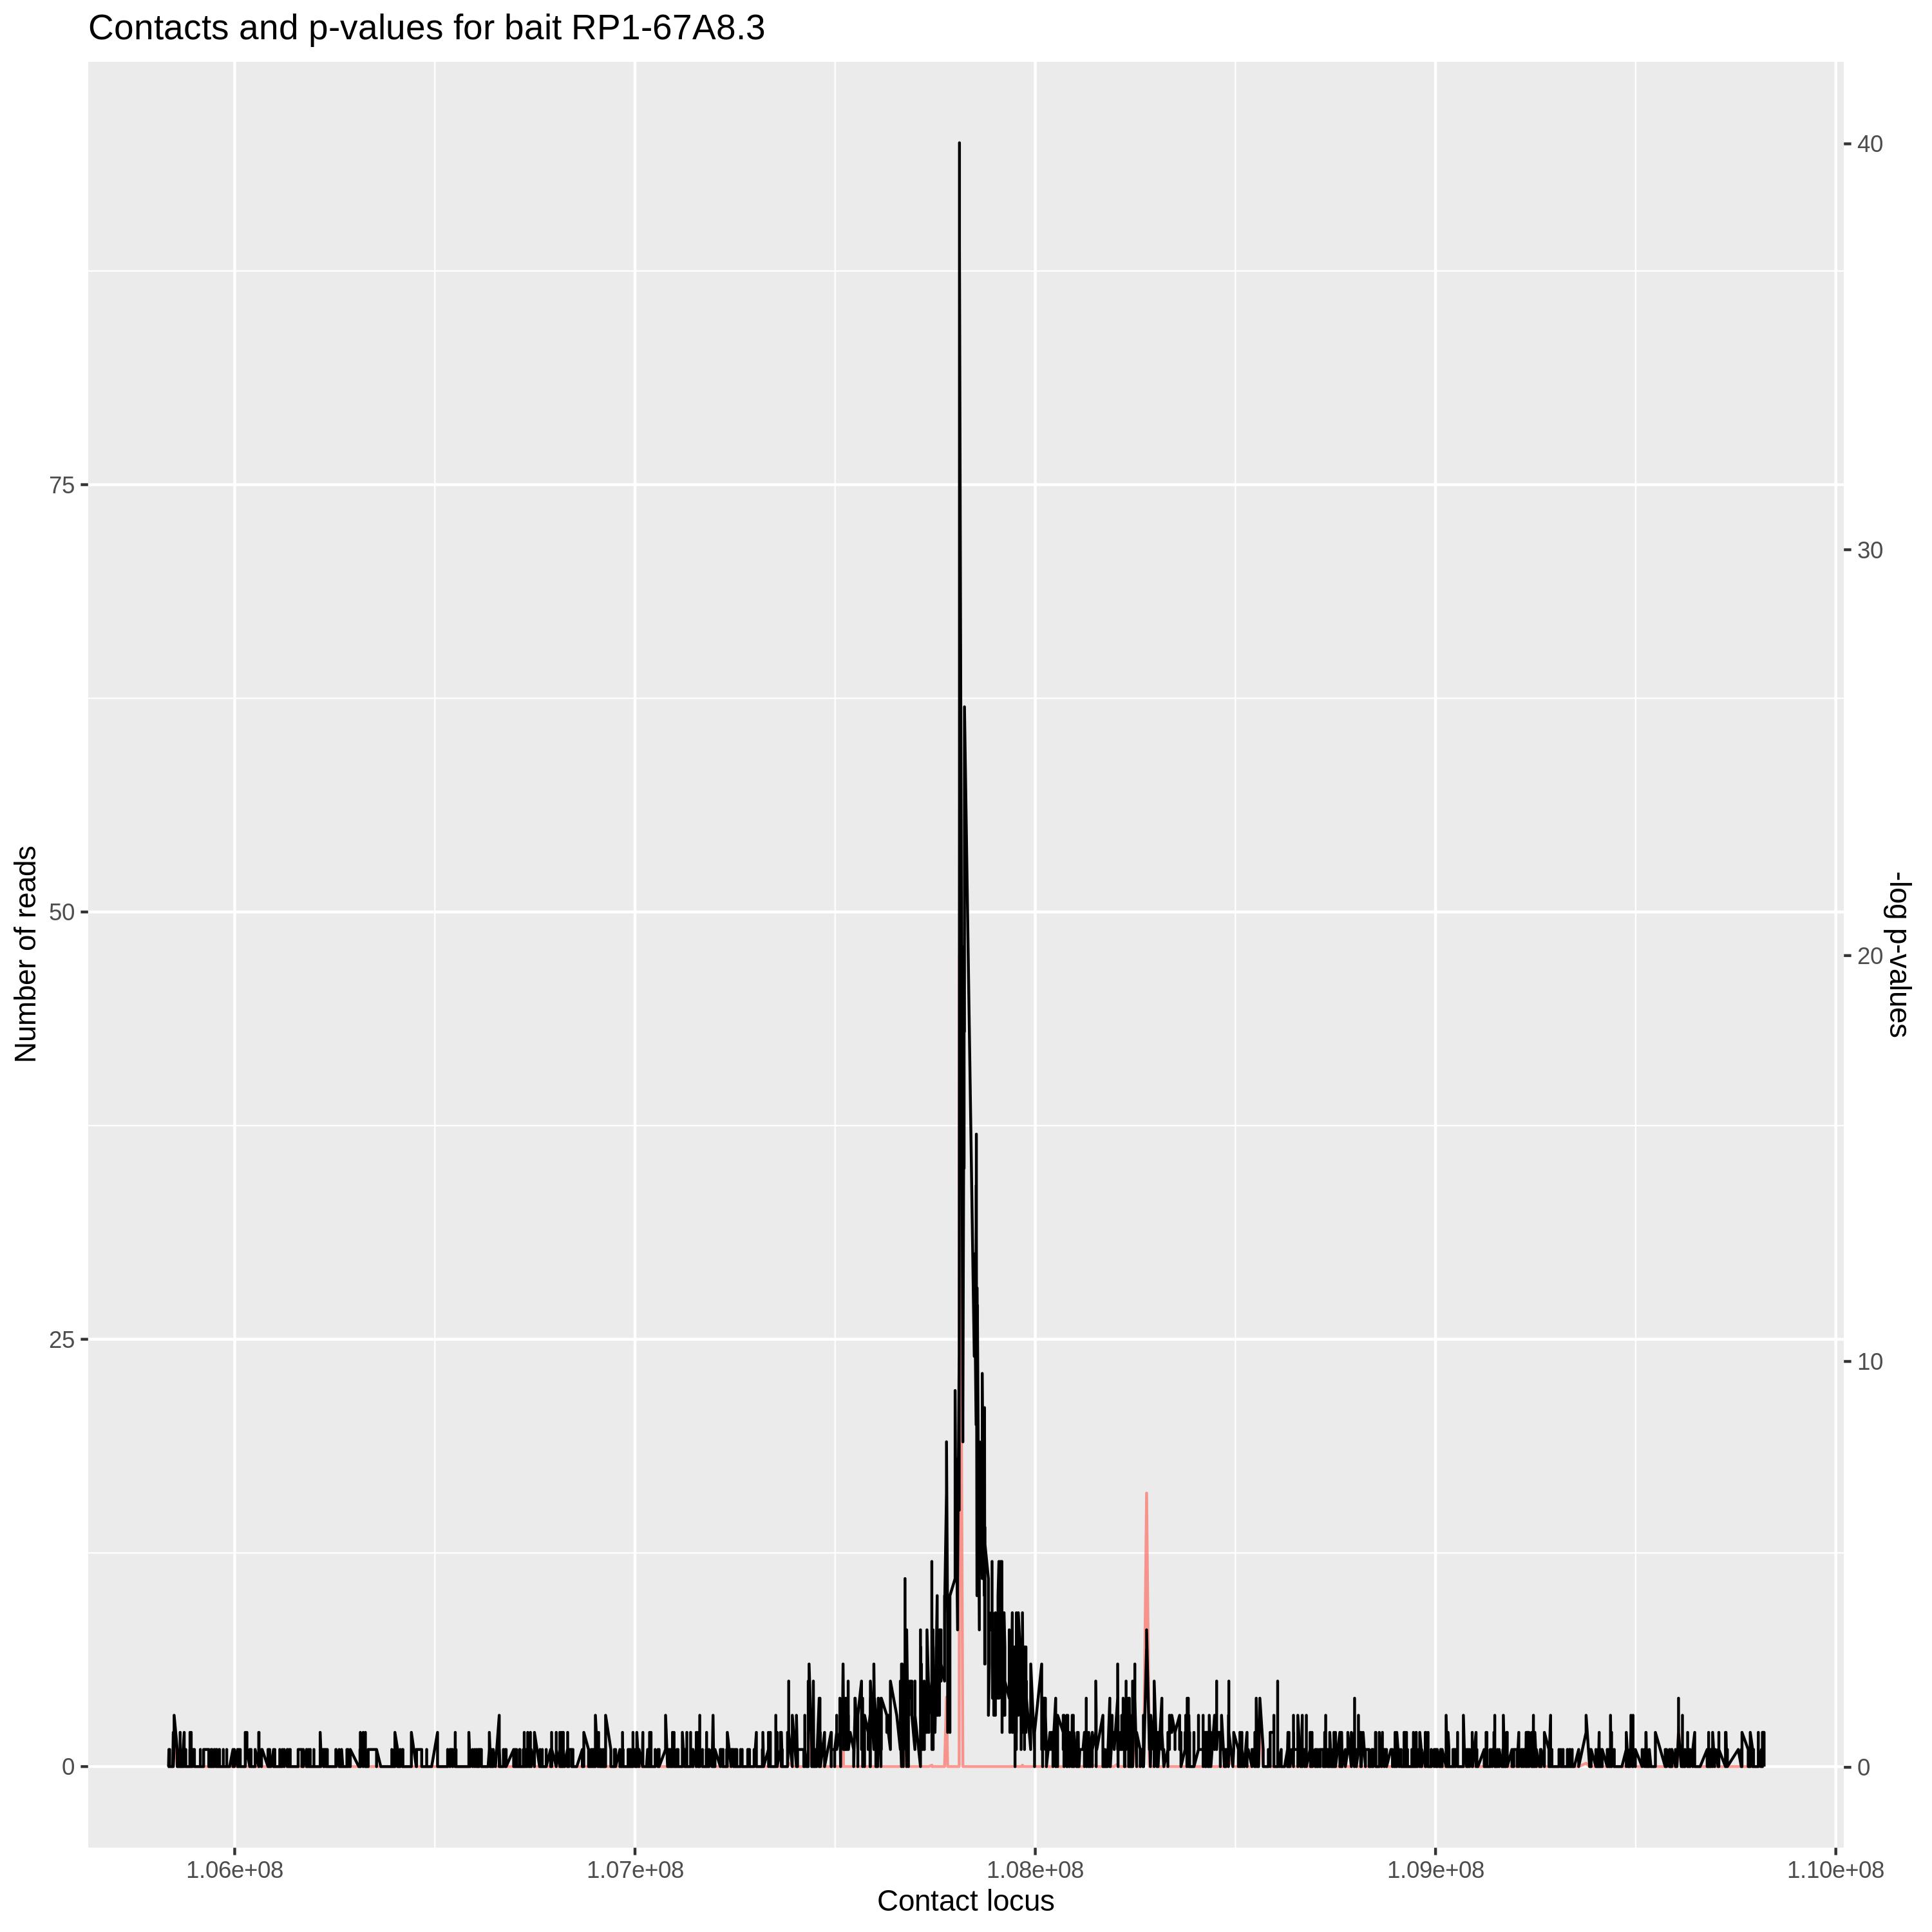 Contacts and p-values for bait RP1-67A8.3
Number of reads
75
50
25
0
40
30
20
10
0
-log p-values
1.06e+08
1.07e+08
1.08e+08
1.09e+08
1.10e+08
Contact locus